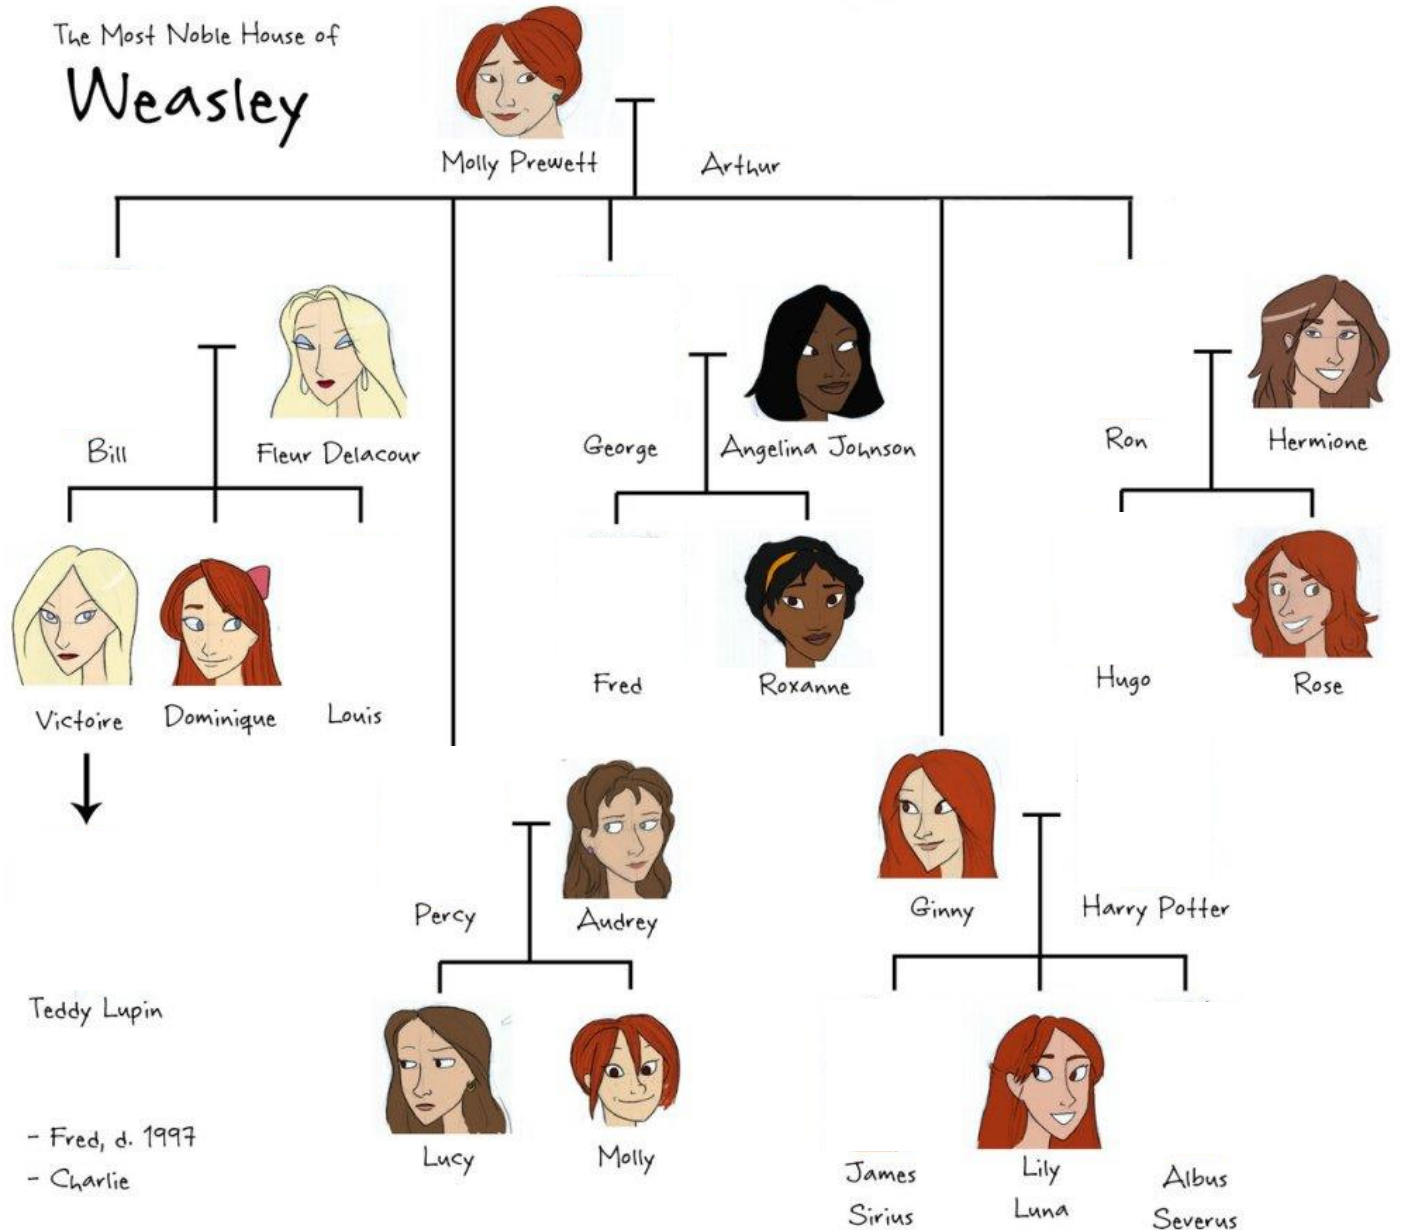 The Most Noble House of
Weasley
Molly Prewett
Arthur
Bill
Fleur Delacour
George
Angelina Johnson
Ron
Hermione
Victoire
Dominique
Louis
Fred
Roxanne
Hugo
Rose
Percy
Audrey
Ginny
Harry Potter
Teddy Lupin
Lucy
Molly
James
Sirius
Lily
Luna
Albus
Severus
- Fred, d. 1997
- Charlie